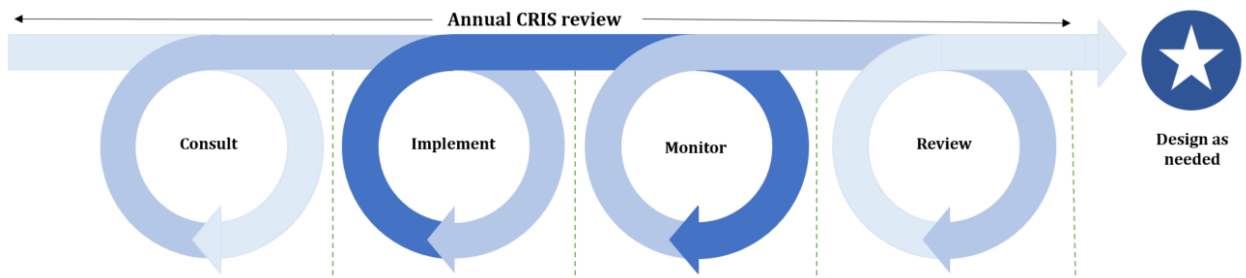 Annual CRIS review
Consult
Implement
Monitor
Review
Design as
needed